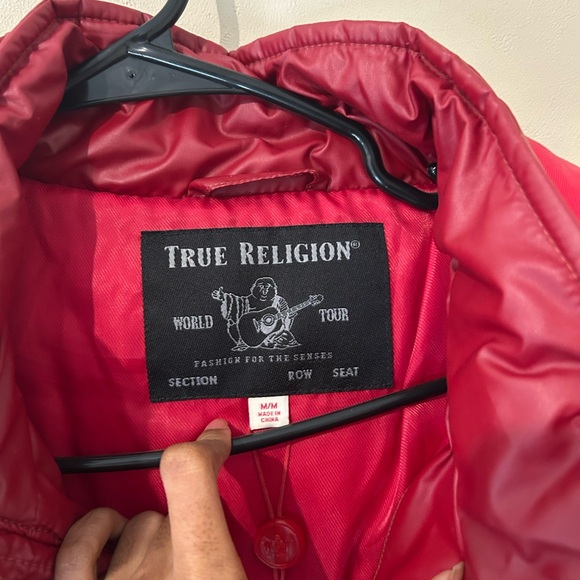 TRUE RELIGION®
WORLD TOUR
FASHION FOR THE SENSES
SECTION ROW SEAT
M/M
MADE IN
CHINA